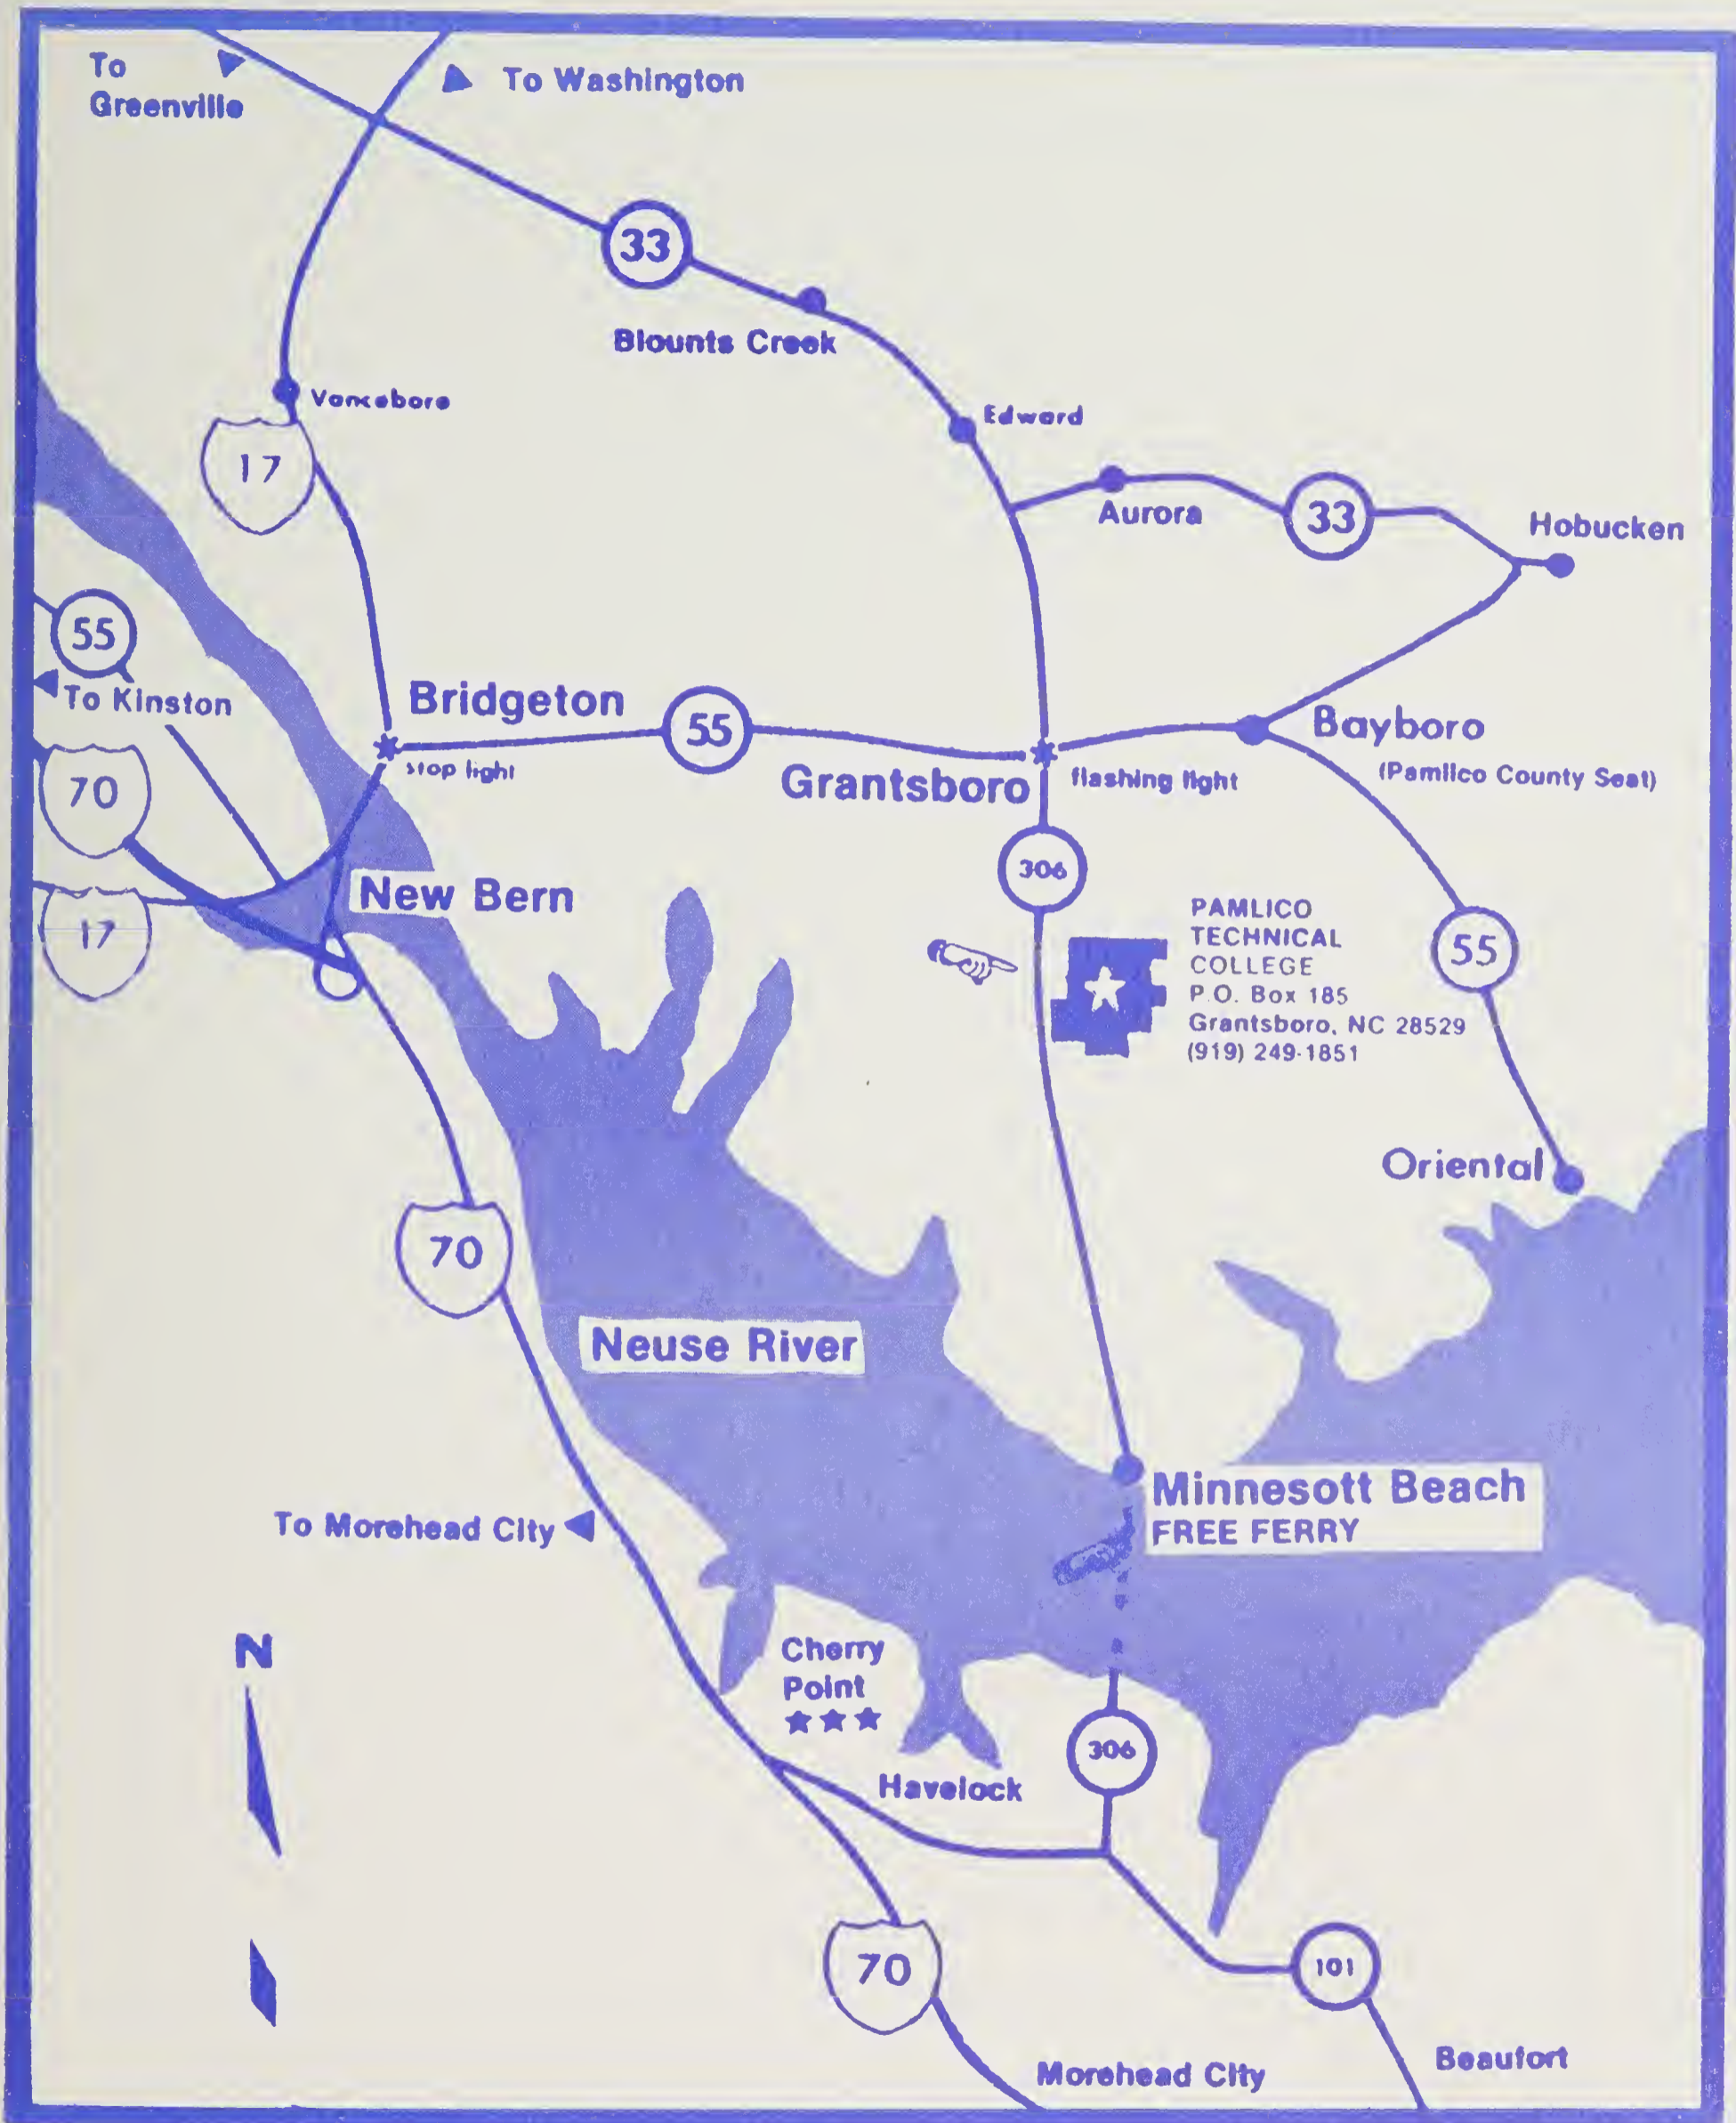 To
Greenville
To Washington
33
Blounts Creek
Vanceboro
Edward
17
Aurora
33
Hobucken
55
To Kinston
Bridgeton
55
stop light
Grantsboro
flashing light
Bayboro
(Pamlico County Seat)
70
306
New Bern
17
PAMLICO
TECHNICAL
COLLEGE
P.O. Box 185
Grantsboro, NC 28529
(919) 249-1851
55
Oriental
70
Neuse River
Minnesott Beach
FREE FERRY
To Morehead City
N
Cherry
Point
306
Havelock
70
101
Morehead City
Beaufort